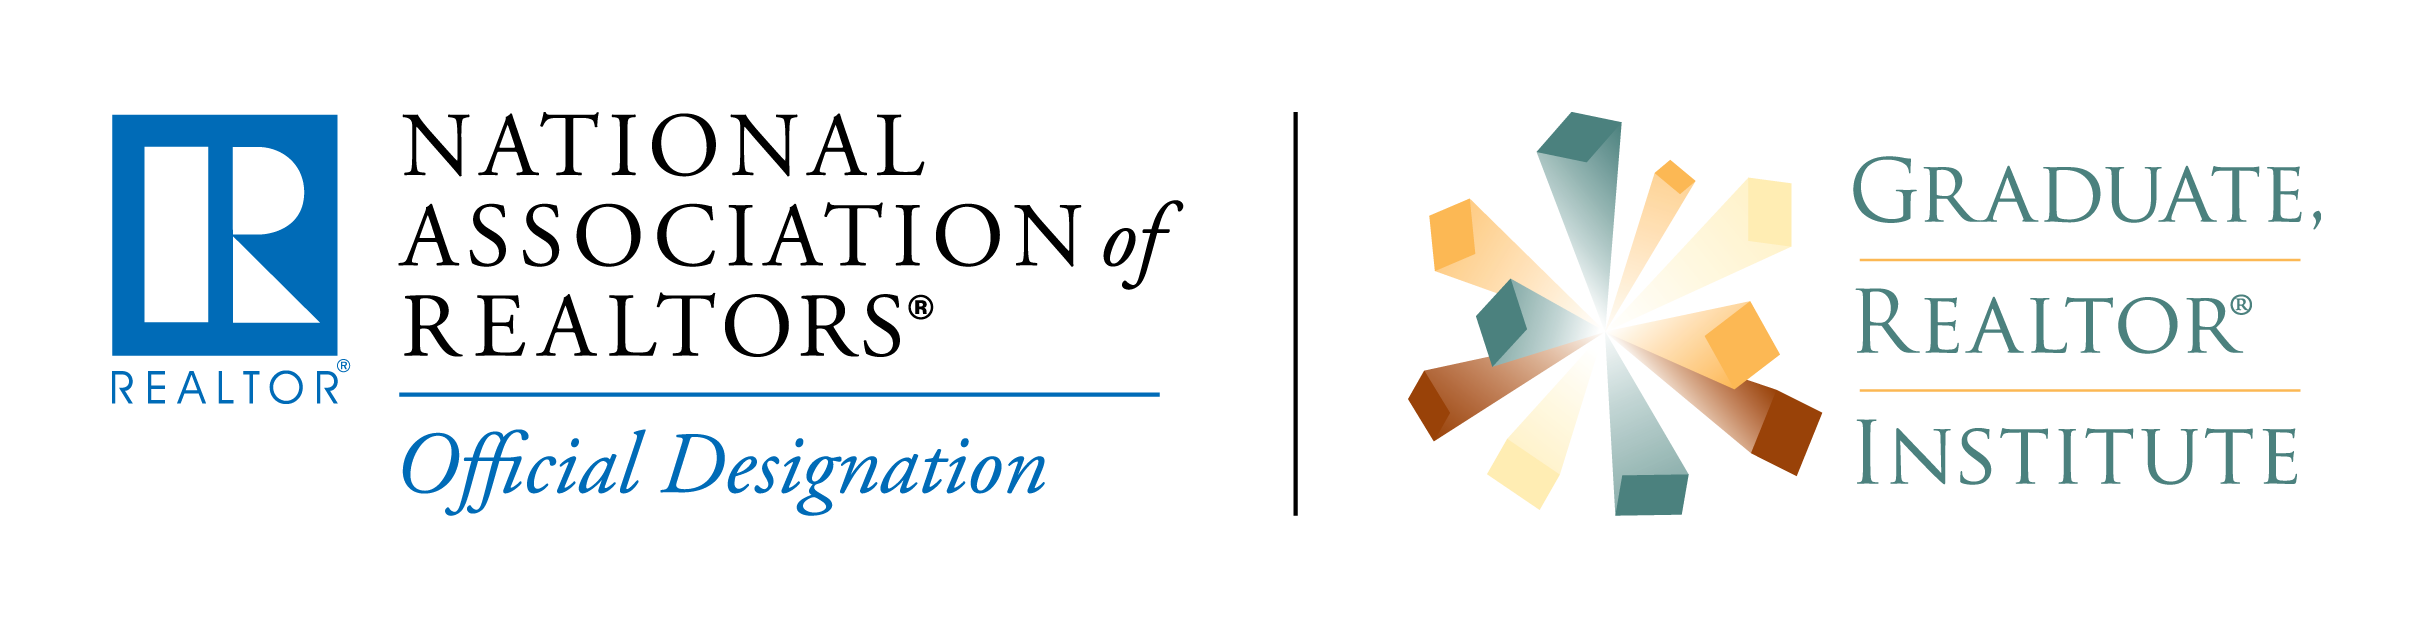 REALTOR®
NATIONAL
ASSOCIATION of
REALTORS®
Official Designation
GRADUATE,
REALTOR®
INSTITUTE